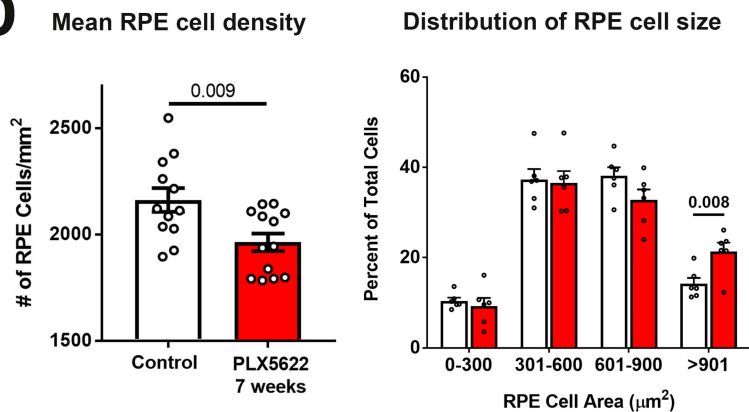 D
Mean RPE cell density
0.009
# of RPE Cells/mm²
2500
2000
1500
Control
PLX5622
7 weeks
Distribution of RPE cell size
Percent of Total Cells
60
40
20
0
0.008
0-300
301-600
601-900
>901
RPE Cell Area (μm²)